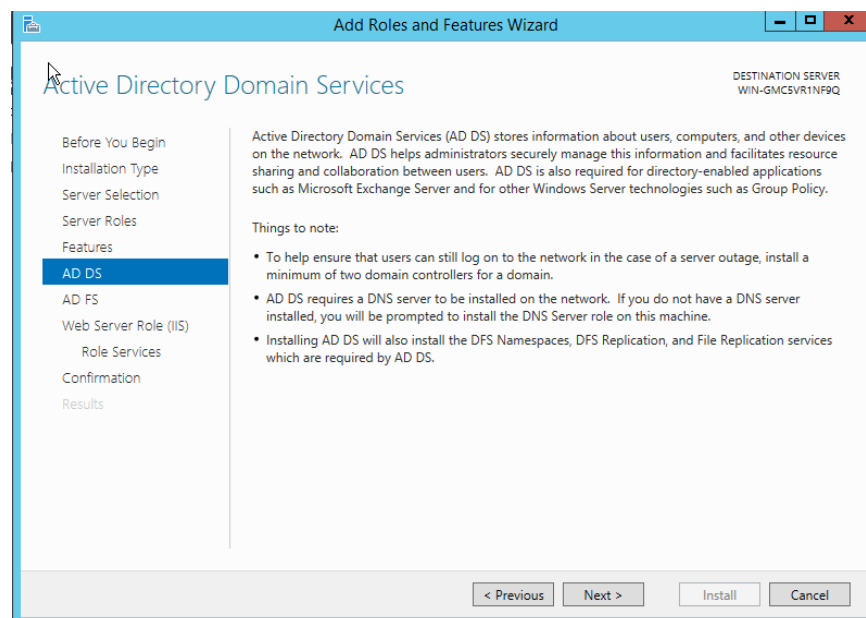 Add Roles and Features Wizard
Active Directory Domain Services
DESTINATION SERVER
WIN-GMC5VR1NF9Q
Before You Begin
Installation Type
Server Selection
Server Roles
Features
AD DS
AD FS
Web Server Role (IIS)
Role Services
Confirmation
Results
Active Directory Domain Services (AD DS) stores information about users, computers, and other devices
on the network.  AD DS helps administrators securely manage this information and facilitates resource
sharing and collaboration between users.  AD DS is also required for directory-enabled applications
such as Microsoft Exchange Server and for other Windows Server technologies such as Group Policy.
Things to note:
• To help ensure that users can still log on to the network in the case of a server outage, install a
minimum of two domain controllers for a domain.
• AD DS requires a DNS server to be installed on the network.  If you do not have a DNS server
installed, you will be prompted to install the DNS Server role on this machine.
• Installing AD DS will also install the DFS Namespaces, DFS Replication, and File Replication services
which are required by AD DS.
< Previous
Next >
Install
Cancel